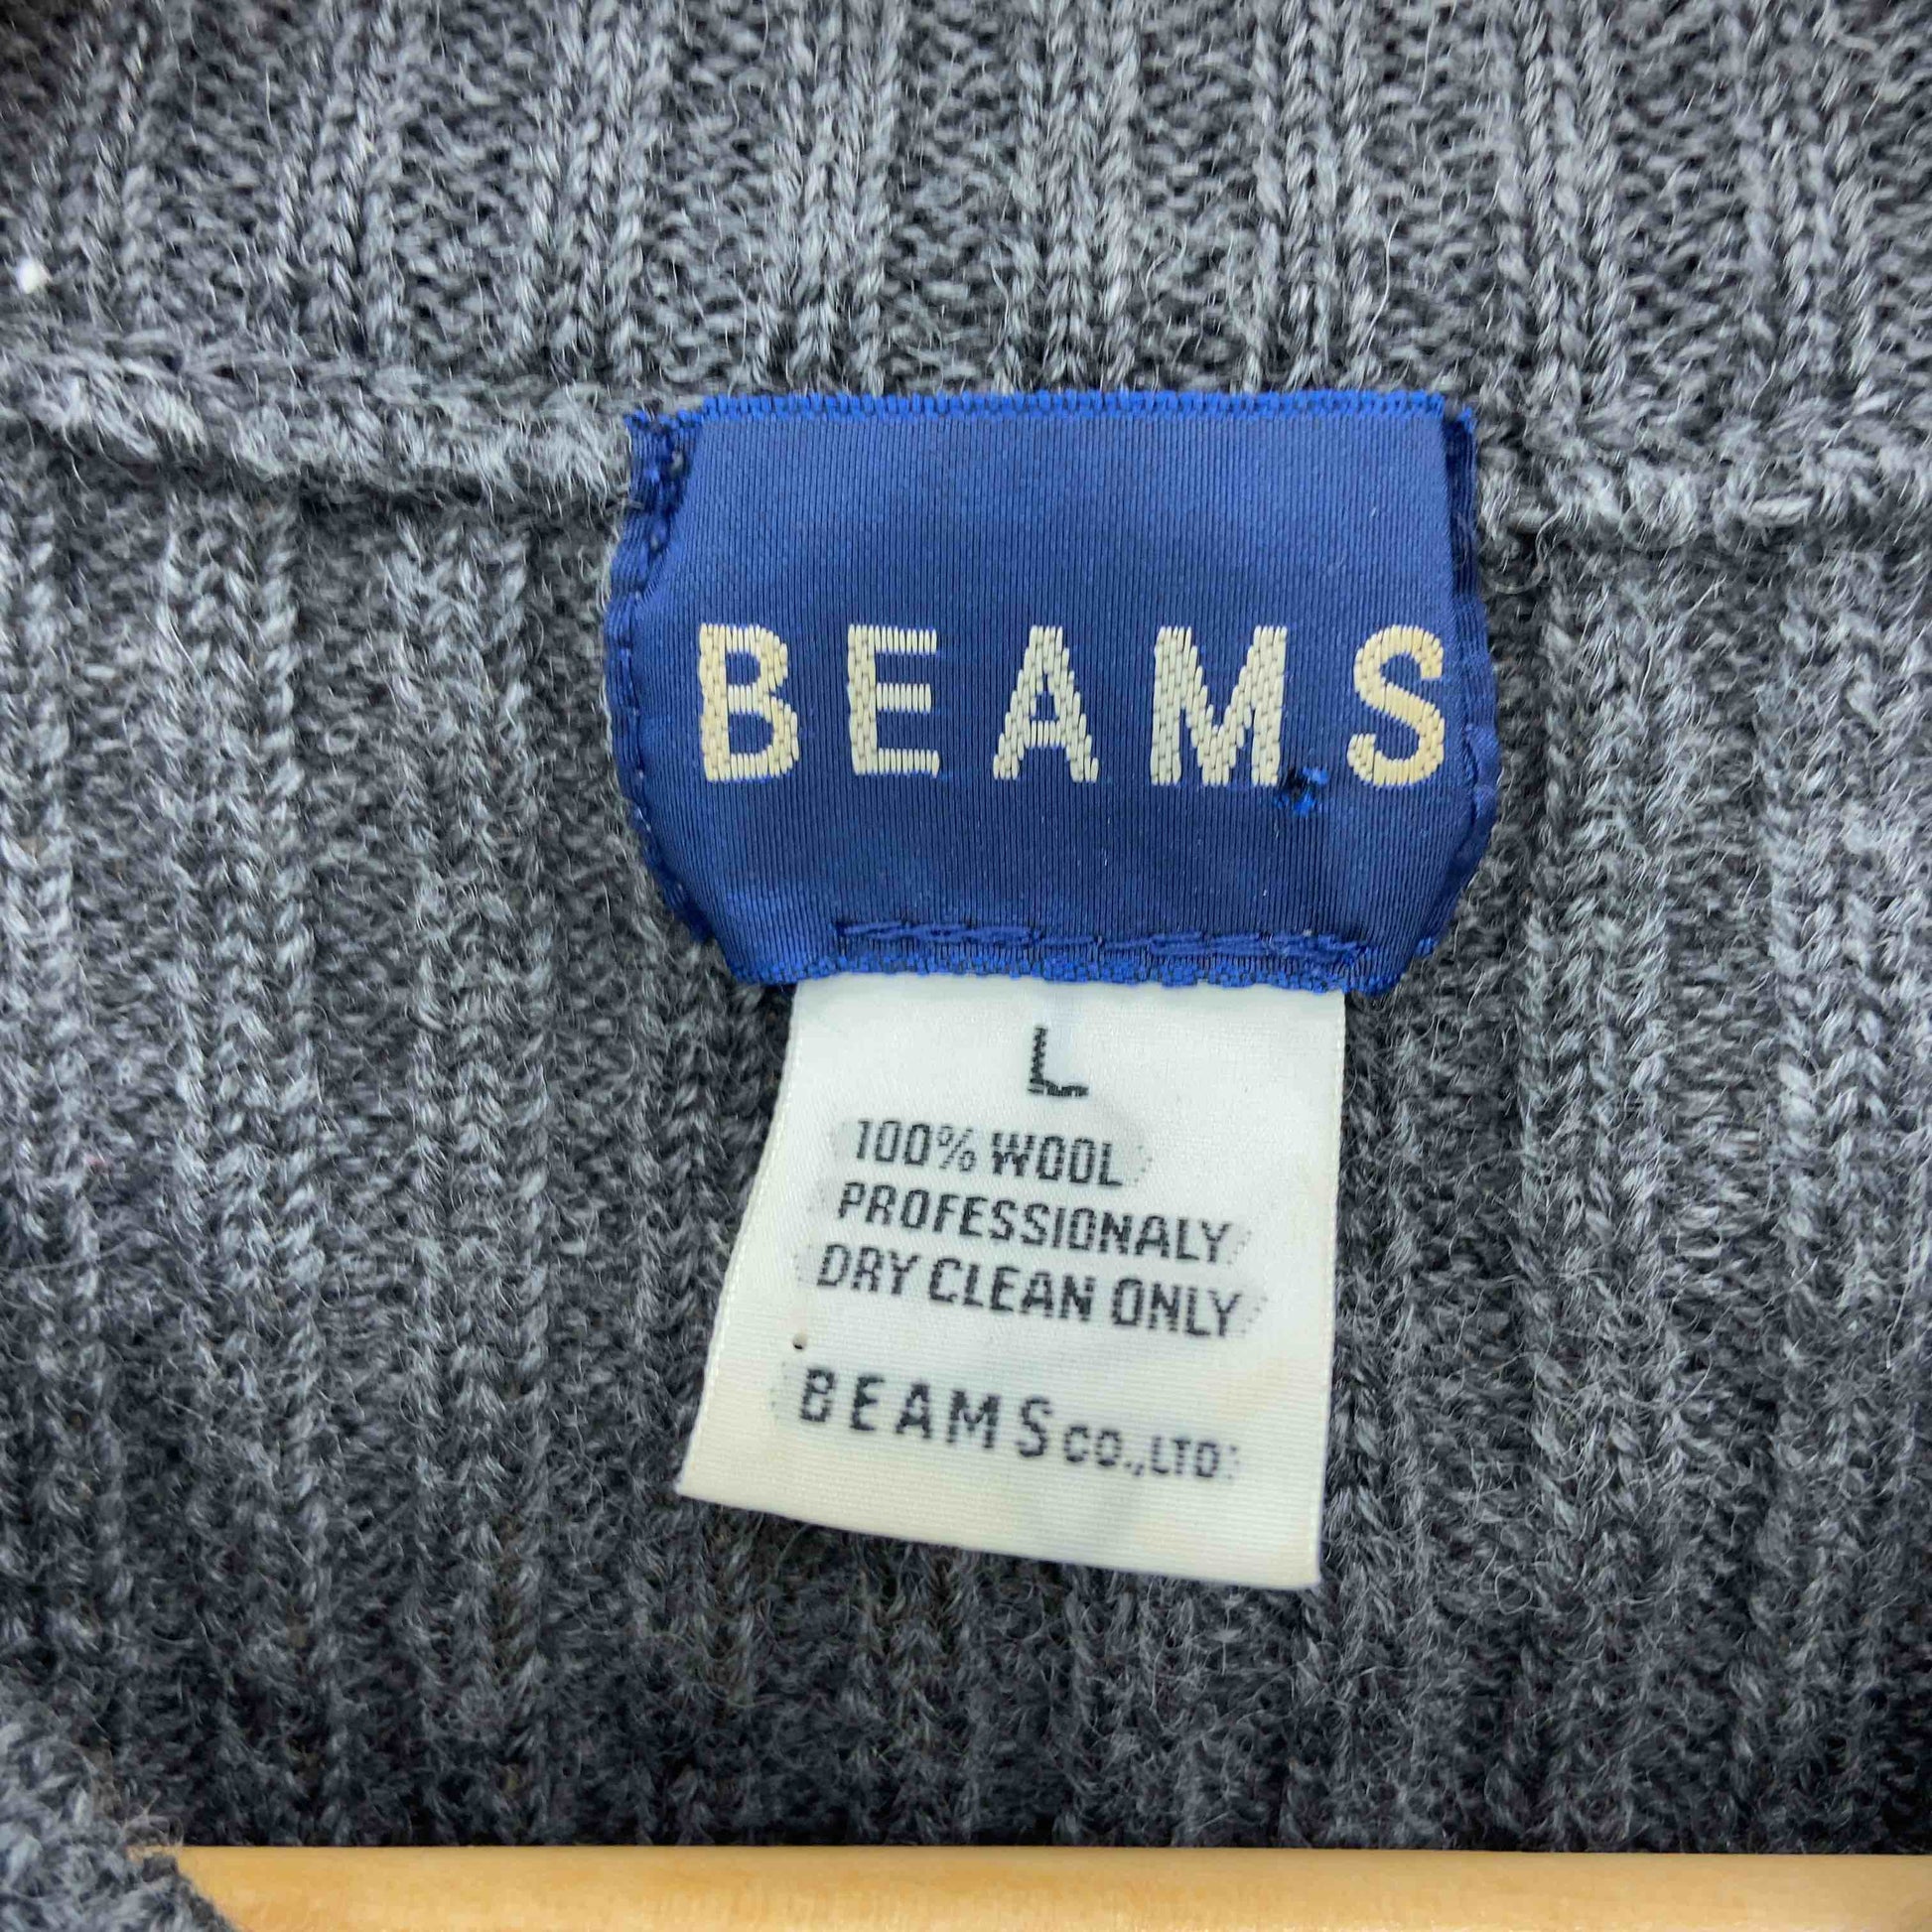 BEAMS
L
100% WOOL
PROFESSIONALY
DRY CLEAN ONLY
BEAMS CO.,LTD.